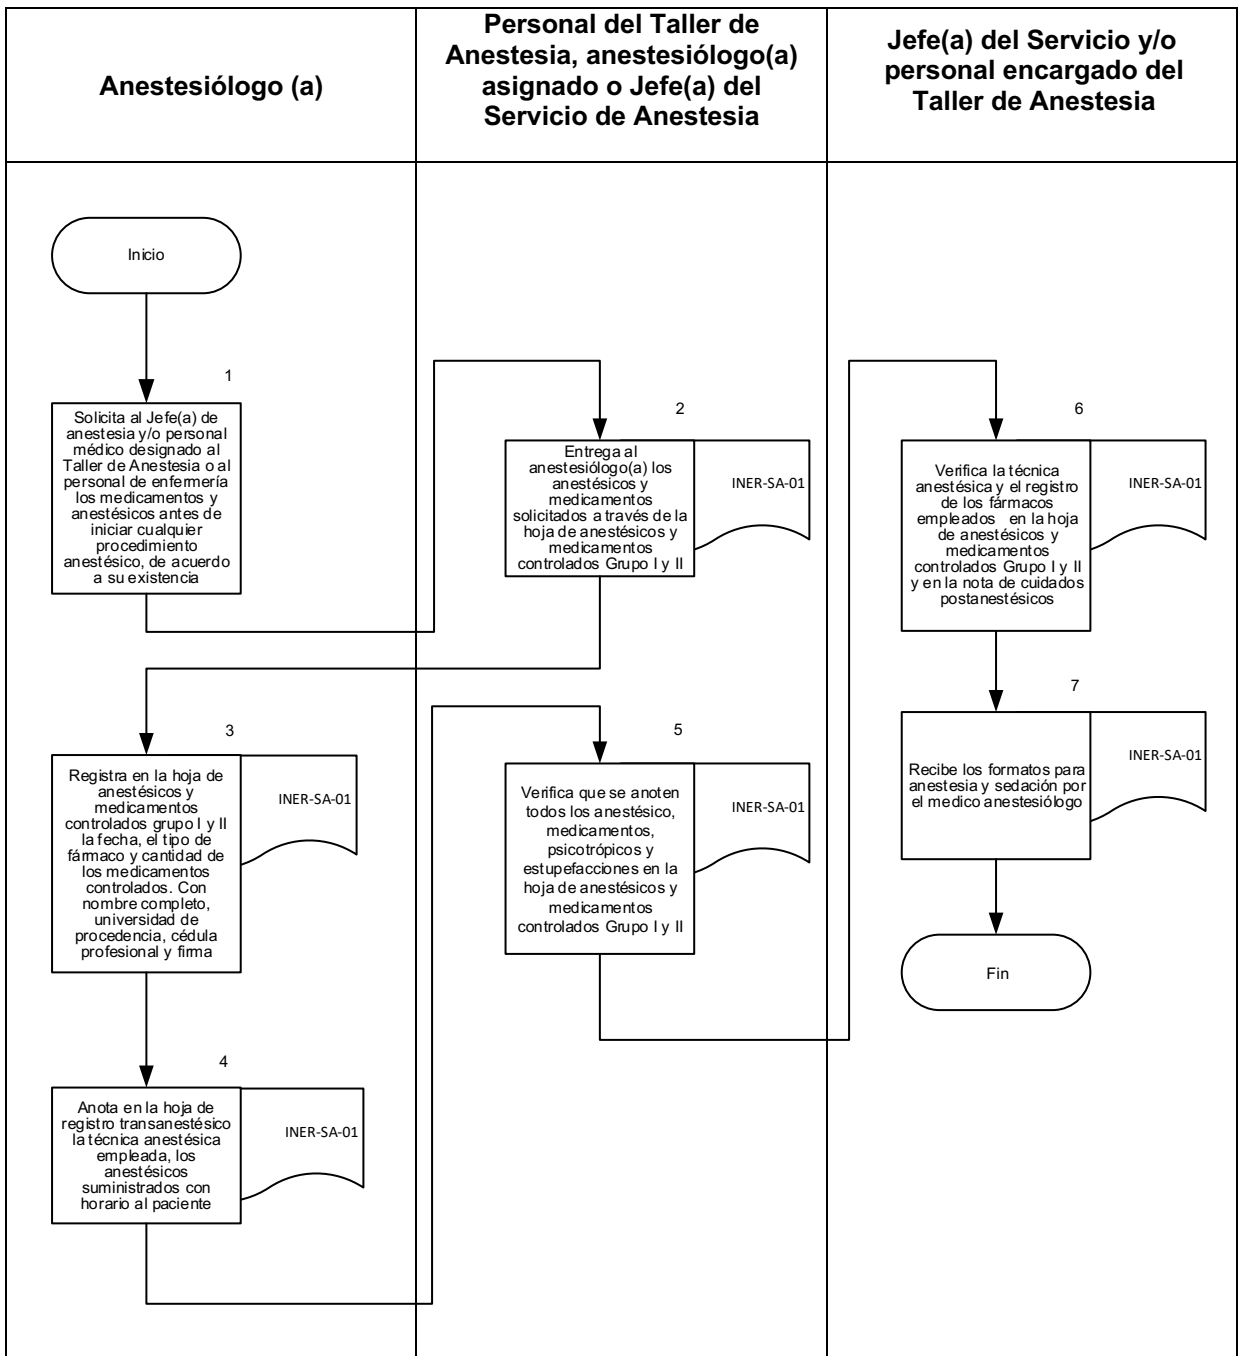 Anestesiólogo (a)
Personal del Taller de
Anestesia, anestesiólogo(a)
asignado o Jefe(a) del
Servicio de Anestesia
Jefe(a) del Servicio y/o
personal encargado del
Taller de Anestesia
Inicio
1
Solicita al Jefe(a) de
anestesia y/o personal
médico designado al
Taller de Anestesia o al
personal de enfermería
los medicamentos y
anestésicos antes de
iniciar cualquier
procedimiento
anestésico, de acuerdo
a su existencia
2
Entrega al
anestesiólogo(a) los
anestésicos y
medicamentos
solicitados a través de la
hoja de anestésicos y
medicamentos
controlados Grupo I y II
INER-SA-01
3
Registra en la hoja de
anestésicos y
medicamentos
controlados grupo I y II
la fecha, el tipo de
fármaco y cantidad de
los medicamentos
controlados. Con
nombre completo,
universidad de
procedencia, cédula
profesional y firma
INER-SA-01
4
Anota en la hoja de
registro transanestésico
la técnica anestésica
empleada, los
anestésicos
suministrados con
horario al paciente
INER-SA-01
5
Verifica que se anoten
todos los anestésico,
medicamentos,
psicotrópicos y
estupefacciones en la
hoja de anestésicos y
medicamentos
controlados Grupo I y II
INER-SA-01
6
Verifica la técnica
anestésica y el registro
de los fármacos
empleados en la hoja
de anestésicos y
medicamentos
controlados Grupo I y II
y en la nota de cuidados
postanestésicos
INER-SA-01
7
Recibe los formatos para
anestesia y sedación por
el medico anestesiólogo
INER-SA-01
Fin